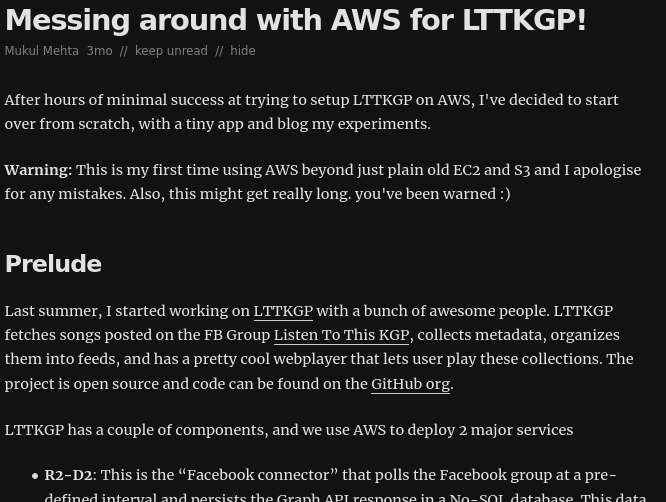 Messing around with AWS for LTTKGP!
Mukul Mehta 3mo // keep unread // hide
After hours of minimal success at trying to setup LTTKGP on AWS, I've decided to start
over from scratch, with a tiny app and blog my experiments.
Warning: This is my first time using AWS beyond just plain old EC2 and S3 and I apologise
for any mistakes. Also, this might get really long. you've been warned :)
Prelude
Last summer, I started working on LTTKGP with a bunch of awesome people. LTTKGP
fetches songs posted on the FB Group Listen To This KGP, collects metadata, organizes
them into feeds, and has a pretty cool webplayer that lets user play these collections. The
project is open source and code can be found on the GitHub org.
LTTKGP has a couple of components, and we use AWS to deploy 2 major services
• R2-D2: This is the “Facebook connector” that polls the Facebook group at a pre-
defined interval and persists the Graph API response in a No-SQL database. This data